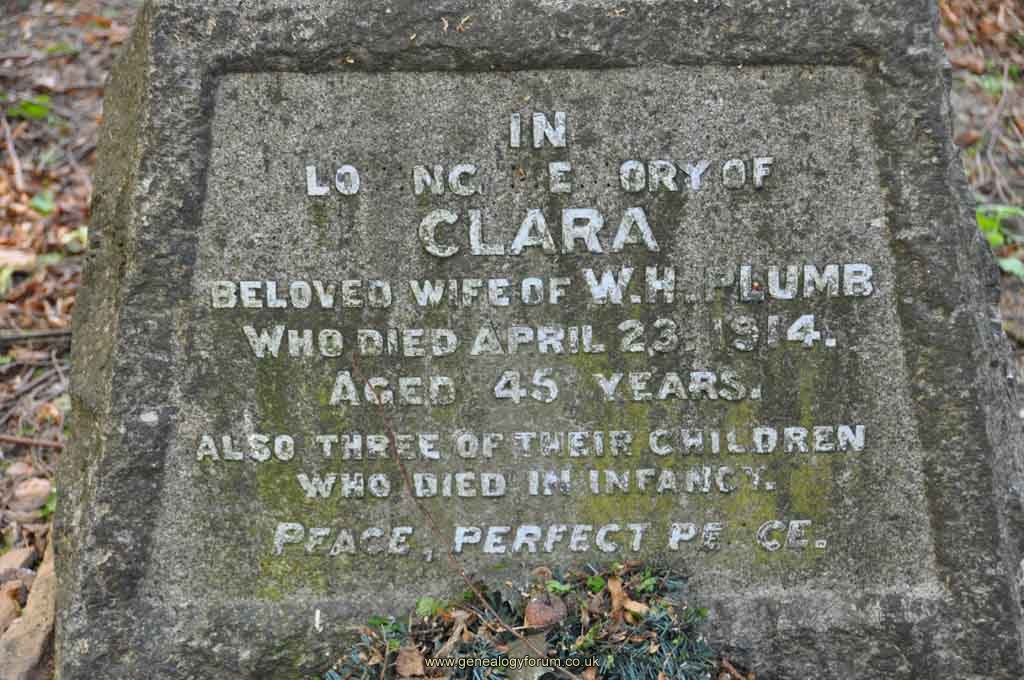 IN
LO NG E ORY OF
CLARA
BELOVED WIFE OF W.H. PLUMB
WHO DIED APRIL 23. 1914.
AGED 45 YEARS.
ALSO THREE OF THEIR CHILDREN
WHO DIED IN INFANCY.
PEACE, PERFECT PE CE.
www.genealogyforum.co.uk